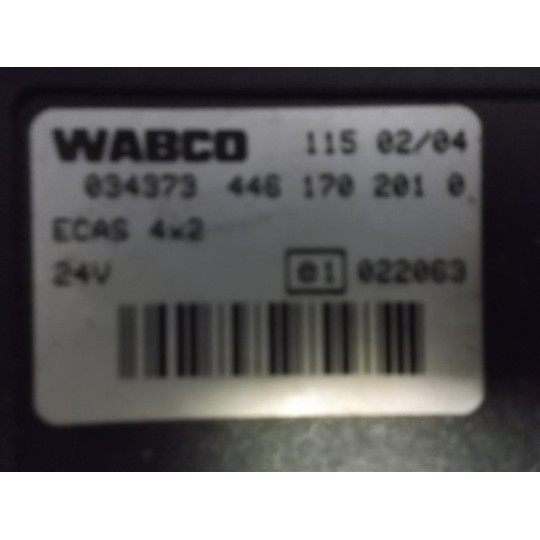 WABCO 115 02/04
034373 446 170 201 0
ECAS 4x2
24V e1 022063